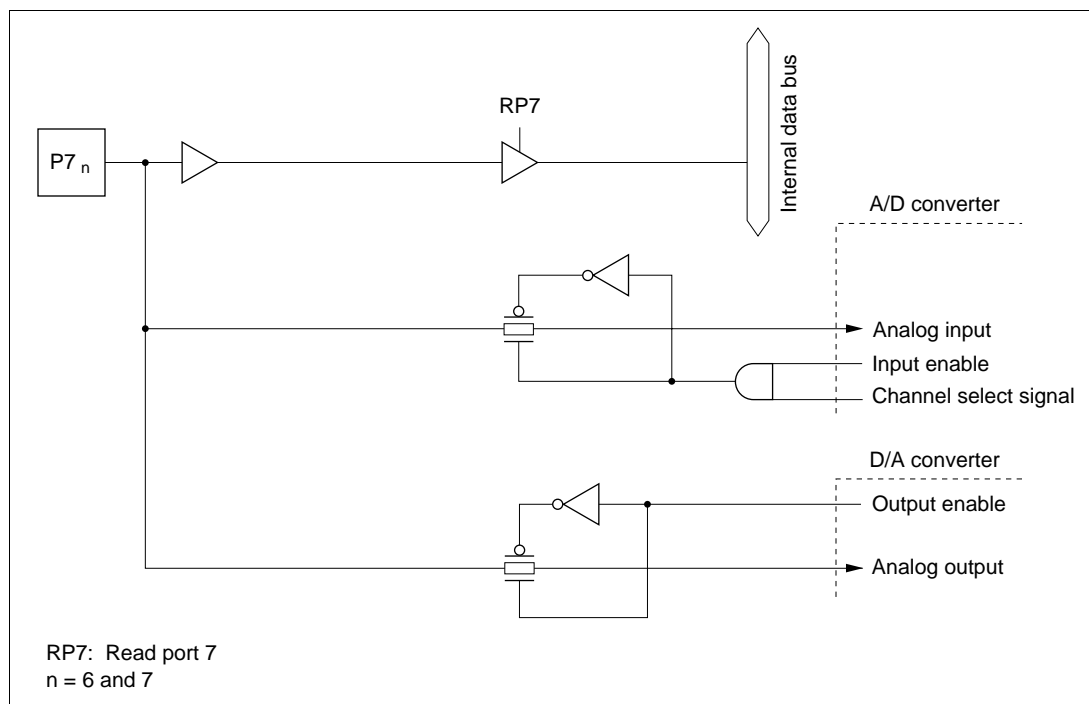 RP7
P7 n
Internal data bus
A/D converter
Analog input
Input enable
Channel select signal
D/A converter
Output enable
Analog output
RP7: Read port 7
n = 6 and 7